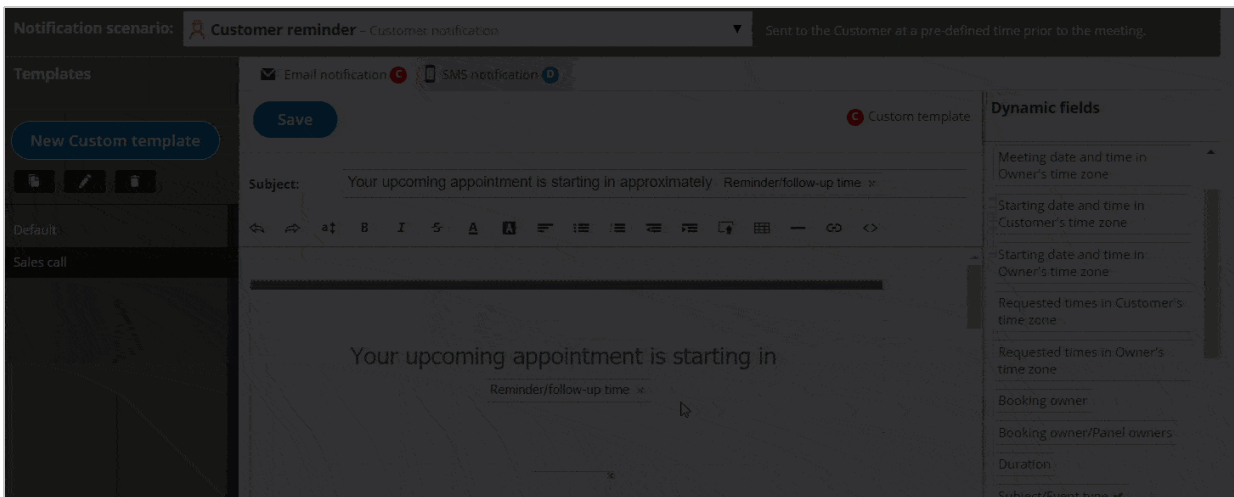 Notification scenario: Customer reminder – Customer notification Sent to the Customer at a pre-defined time prior to the meeting.
Templates
Email notification C SMS notification D
Save
C Custom template
New Custom template
Subject: Your upcoming appointment is starting in approximately Reminder/follow-up time ×
Default
Sales call
Your upcoming appointment is starting in
Reminder/follow-up time ×
Dynamic fields
Meeting date and time in
Owner's time zone
Starting date and time in
Customer's time zone
Starting date and time in
Owner's time zone
Requested times in Customer's
time zone
Requested times in Owner's
time zone
Booking owner
Booking owner/Panel owners
Duration
Subject/Event type